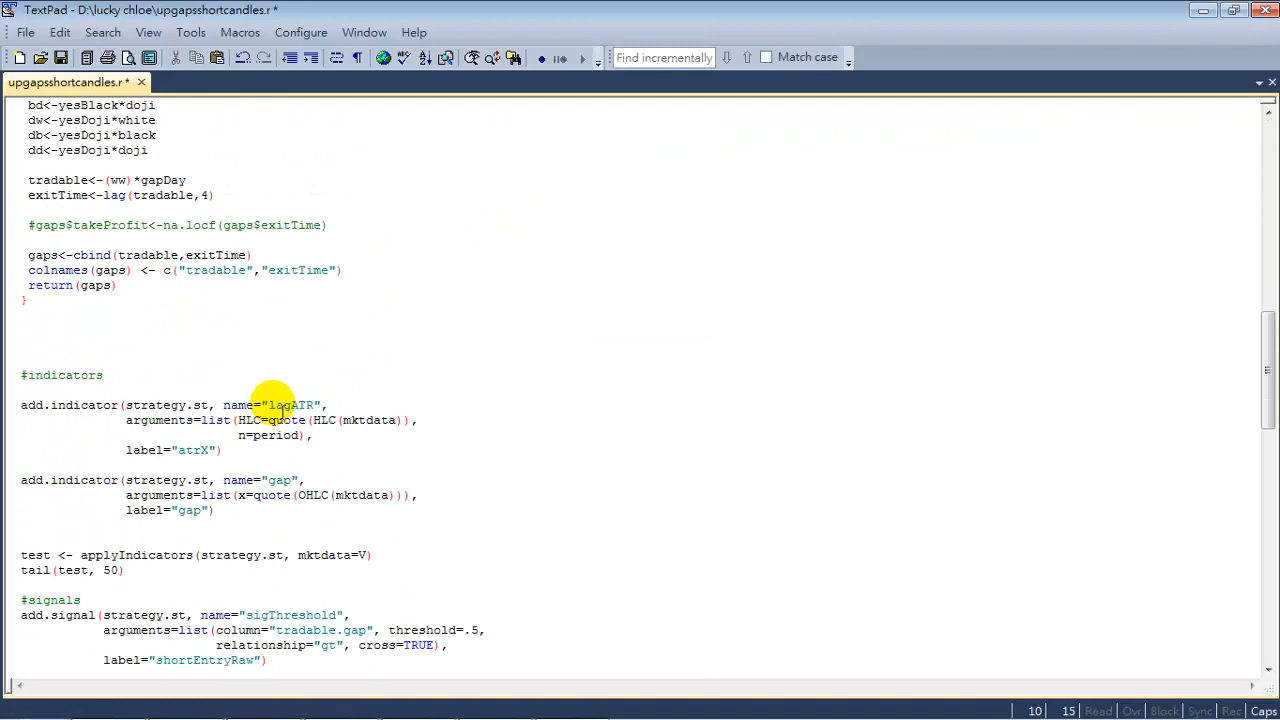 TextPad - D:\lucky chloe\upgapsshortcandles.r *
File Edit Search View Tools Macros Configure Window Help
Find incrementally Match case
upgapsshortcandles.r *
bd<-yesBlack*doji
dw<-yesDoji*white
db<-yesDoji*black
dd<-yesDoji*doji
tradable<-(ww)*gapDay
exitTime<-lag(tradable,4)
#gaps$takeProfit<-na.locf(gaps$exitTime)
gaps<-cbind(tradable,exitTime)
colnames(gaps) <- c("tradable","exitTime")
return(gaps)
}
#indicators
add.indicator(strategy.st, name="lagATR",
arguments=list(HLC=quote(HLC(mktdata)),
n=period),
label="atrX")
add.indicator(strategy.st, name="gap",
arguments=list(x=quote(OHLC(mktdata))),
label="gap")
test <- applyIndicators(strategy.st, mktdata=V)
tail(test, 50)
#signals
add.signal(strategy.st, name="sigThreshold",
arguments=list(column="tradable.gap", threshold=.5,
relationship="gt", cross=TRUE),
label="shortEntryRaw")
10 15 Read Ovr Block Sync Rec Caps